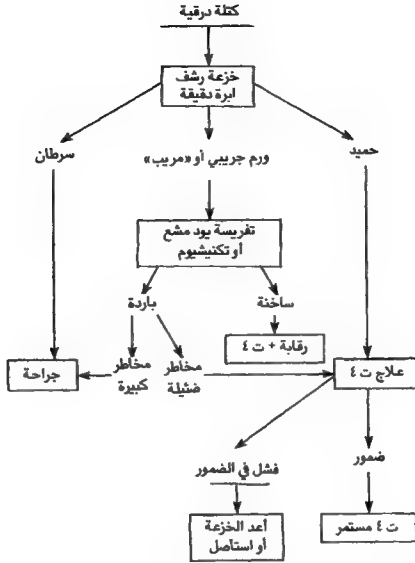 كتلة درقية
خزعة رشف
ابرة دقيقة
سرطان
ورم جريبي أو «مريب»
حميد
تفريسة يود مشع
أو تكنيشيوم
باردة
ساخنة
رقابة + ت ٤
جراحة
مخاطر
كبيرة
مخاطر
ضئيلة
علاج ت ٤
فشل في الضمور
ضمور
أعد الخزعة
أو استاصل
ت ٤ مستمر